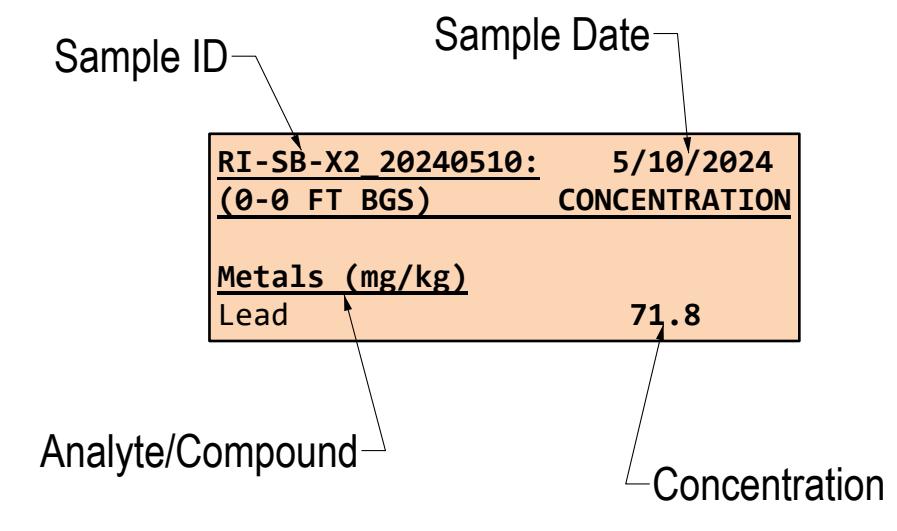 Sample ID
Sample Date
RI-SB-X2_20240510: 5/10/2024
(0-0 FT BGS) CONCENTRATION
Metals (mg/kg)
Lead 71.8
Analyte/Compound
Concentration